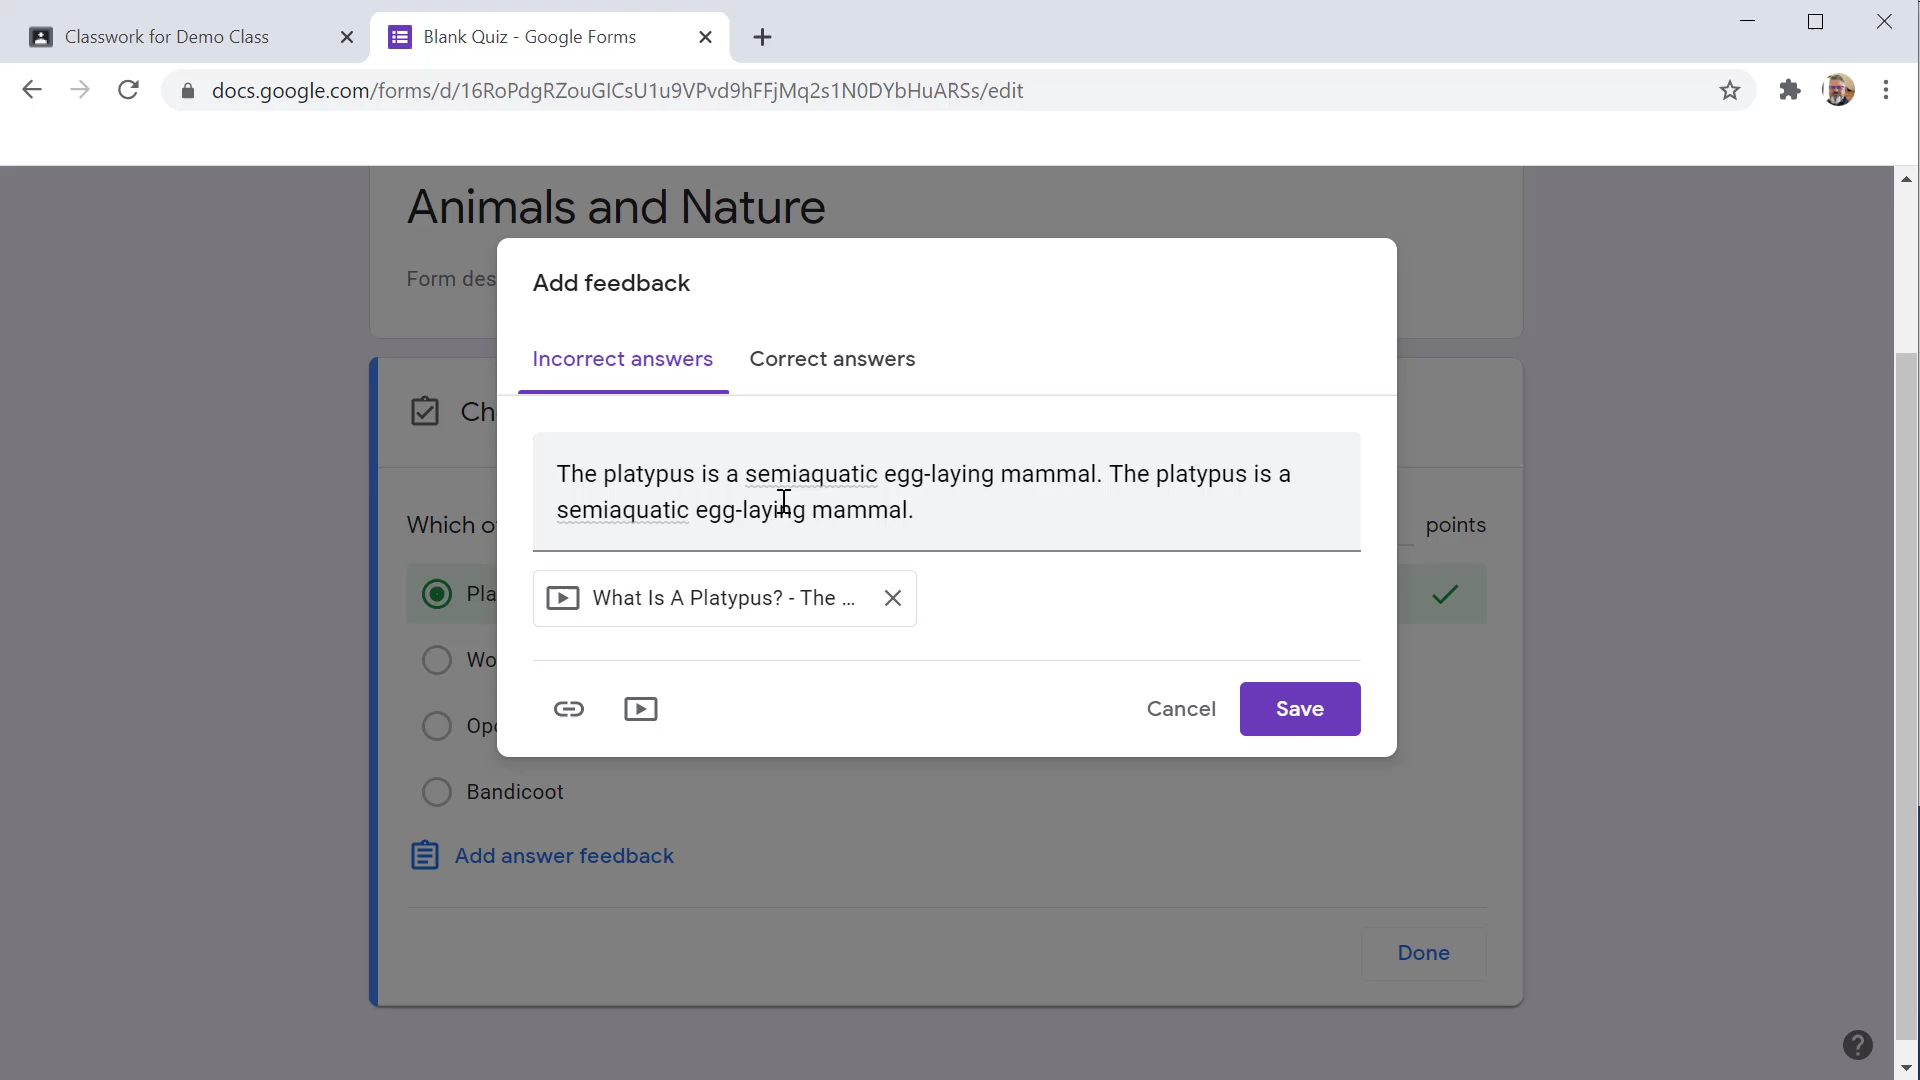 Classwork for Demo Class
Blank Quiz - Google Forms
docs.google.com/forms/d/16RoPdgRZouGICsU1u9VPvd9hFFjMq2s1N0DYbHuARSs/edit
Animals and Nature
Form des
Add feedback
Incorrect answers
Correct answers
Ch
The platypus is a semiaquatic egg-laying mammal. The platypus is a
semiaquatic egg-laying mammal.
Which o
points
What Is A Platypus? - The ...
Pla
Wo
Opo
Cancel
Save
Bandicoot
Add answer feedback
Done